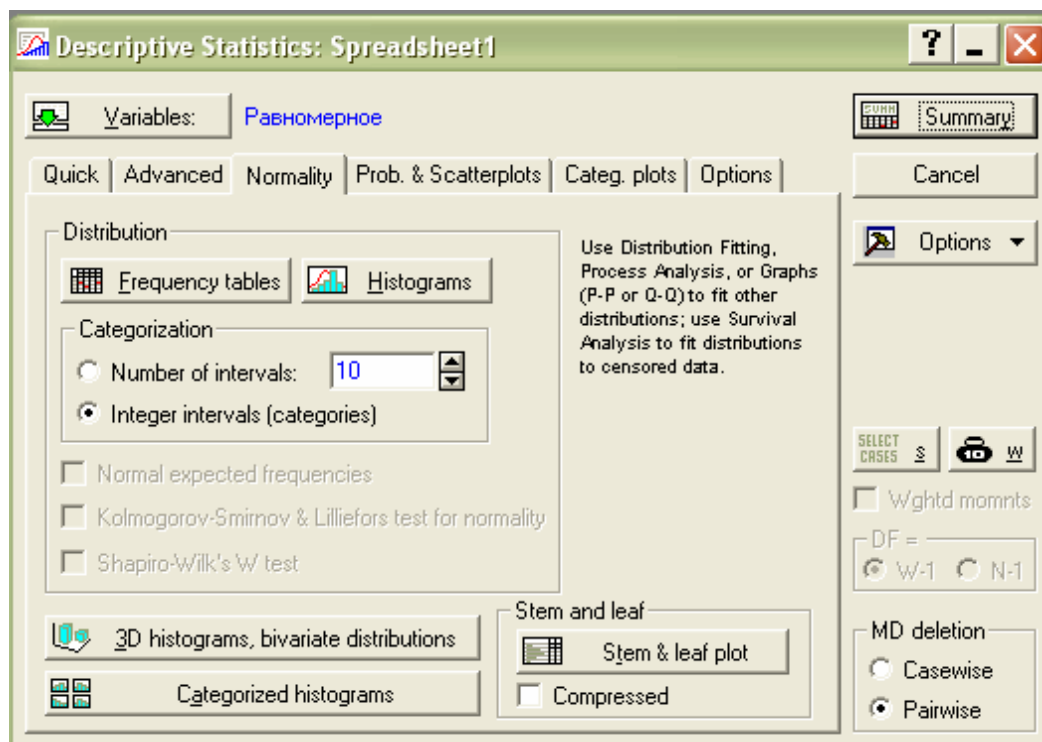 Descriptive Statistics: Spreadsheet1
?
Variables: Равномерное
Summary
Quick Advanced Normality Prob. & Scatterplots Categ. plots Options
Cancel
Options
Distribution
Frequency tables Histograms
Use Distribution Fitting,
Process Analysis, or Graphs
(P-P or Q-Q) to fit other
distributions; use Survival
Analysis to fit distributions
to censored data.
Categorization
Number of intervals: 10
Integer intervals (categories)
Normal expected frequencies
Kolmogorov-Smirnov & Lilliefors test for normality
Shapiro-Wilk's W test
SELECT
CASES S W
Wghtd momnts
DF =
W-1 N-1
3D histograms, bivariate distributions
Categorized histograms
Stem and leaf
Stem & leaf plot
Compressed
MD deletion
Casewise
Pairwise